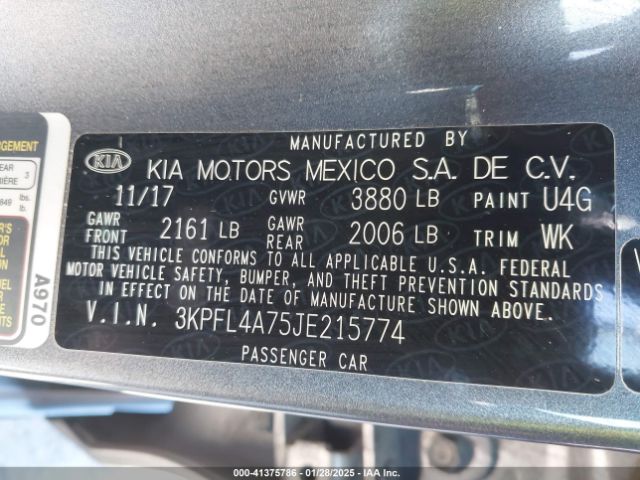 MANUFACTURED BY
KIA KIA MOTORS MEXICO S.A. DE C.V.
11/17 GVWR 3880 LB PAINT U4G
GAWR FRONT 2161 LB GAWR REAR 2006 LB TRIM WK
THIS VEHICLE CONFORMS TO ALL APPLICABLE U.S.A. FEDERAL
MOTOR VEHICLE SAFETY, BUMPER, AND THEFT PREVENTION STANDARDS
IN EFFECT ON THE DATE OF MANUFACTURE SHOWN ABOVE.
V.I.N. 3KPFL4A75JE215774
PASSENGER CAR
A970
000-41375786 - 01/28/2025 - IAA Inc.